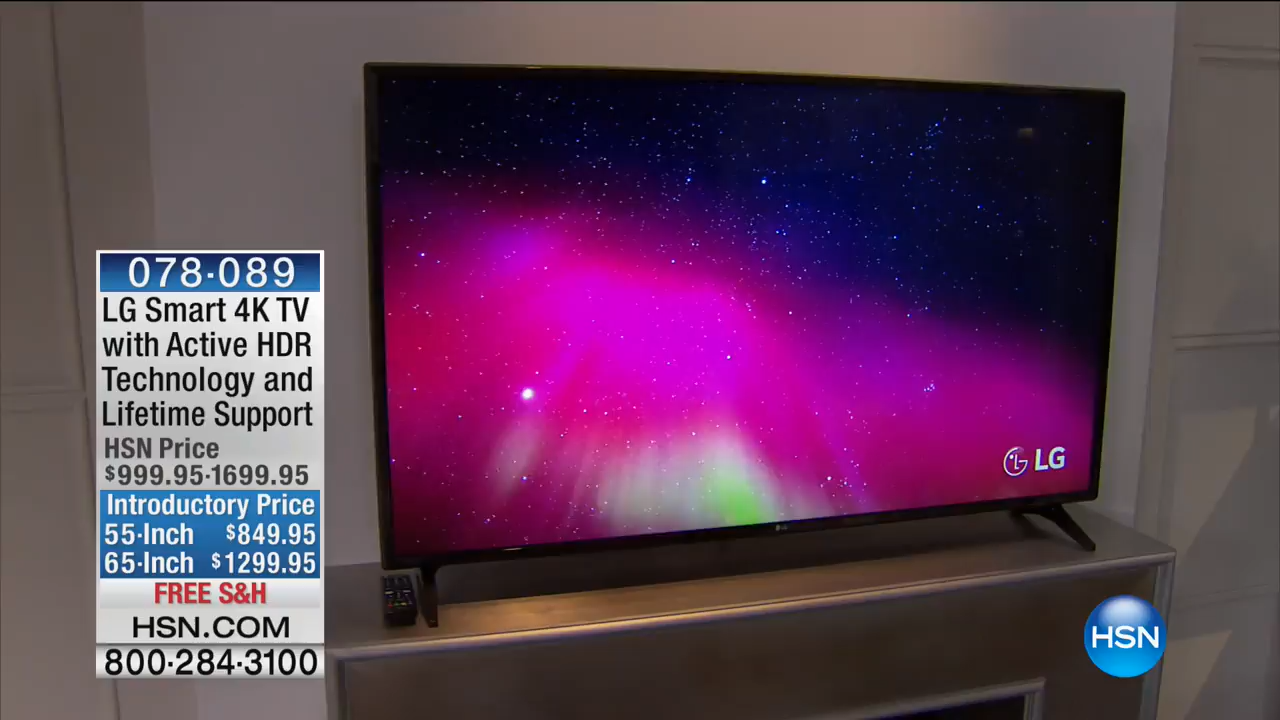 078·089
LG Smart 4K TV
with Active HDR
Technology and
Lifetime Support
HSN Price
$999.95-1699.95
Introductory Price
55-Inch $849.95
65-Inch $1299.95
FREE S&H
HSN.COM
800·284·3100
LG
LG
HSN